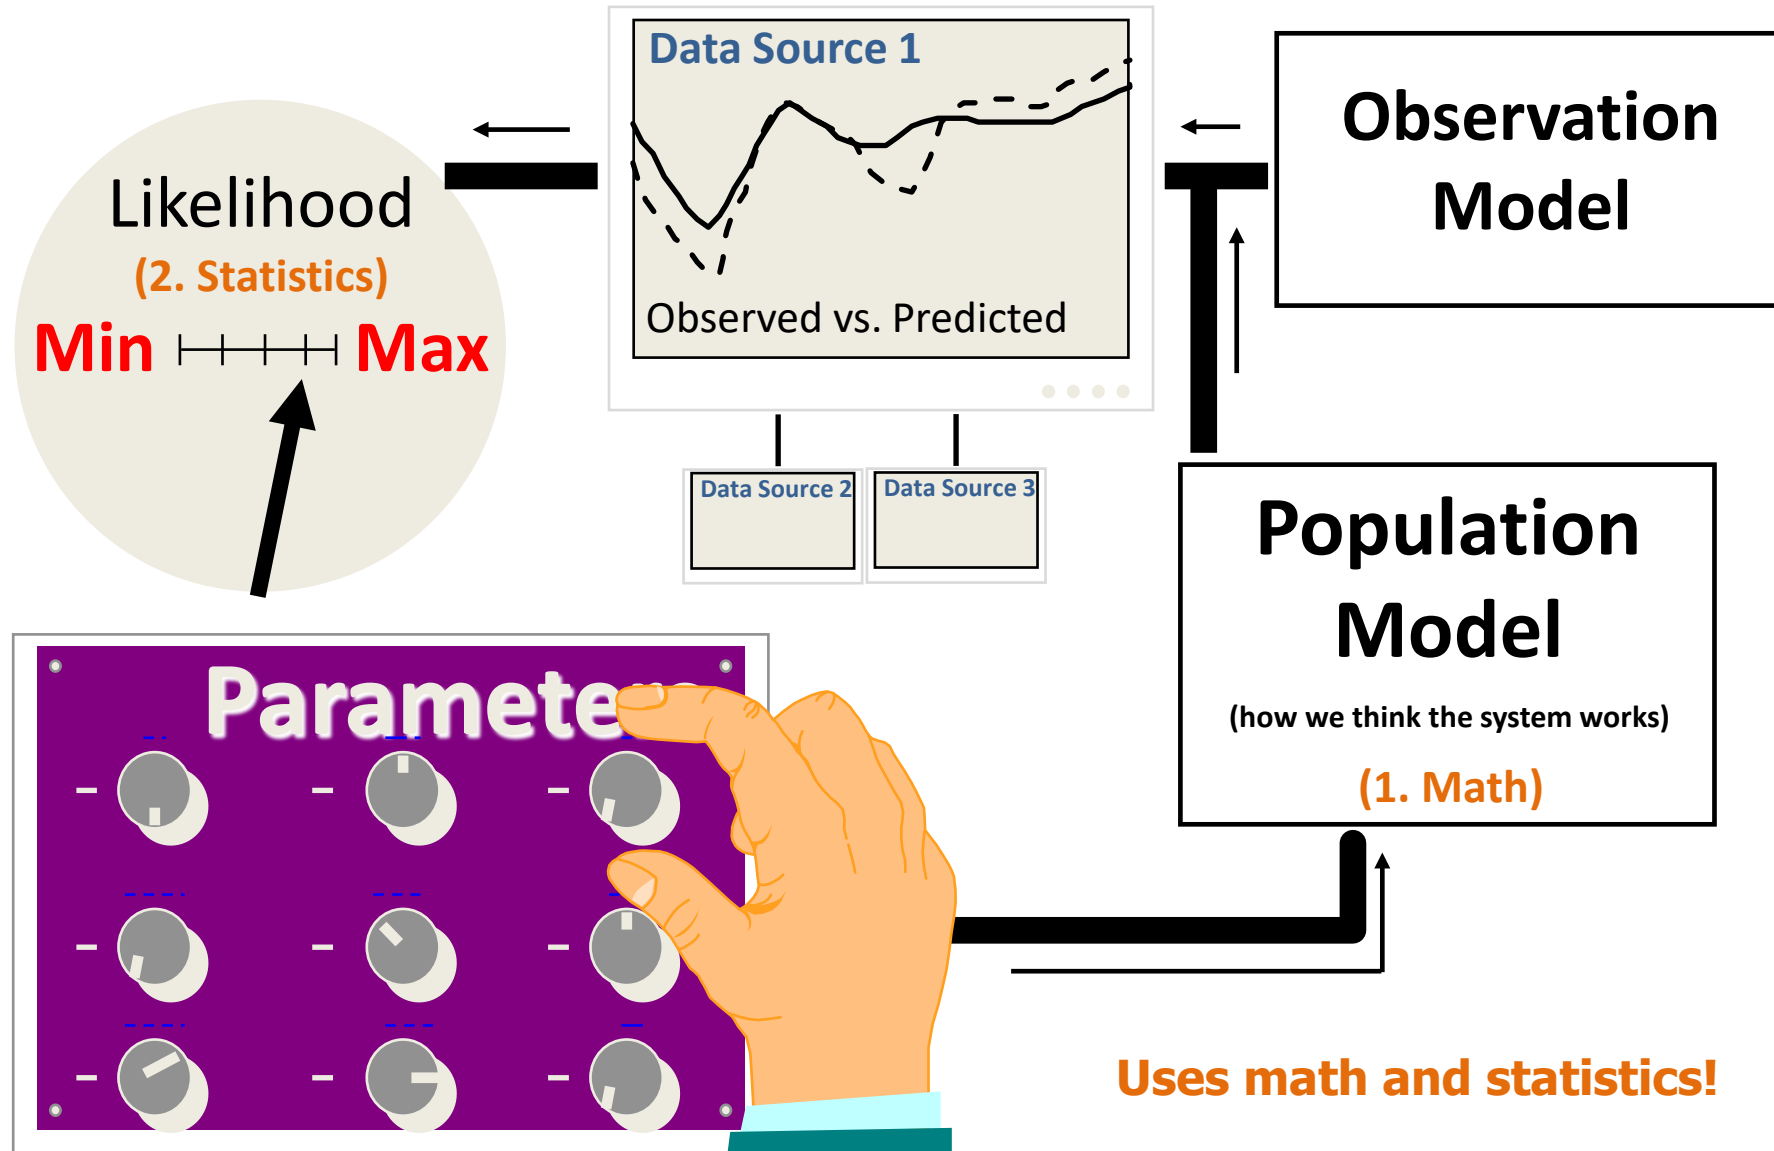 Data Source 1
Observed vs. Predicted
Data Source 2
Data Source 3
Observation
Model
Likelihood
(2. Statistics)
Min
Max
Population
Model
(how we think the system works)
(1. Math)
Paramete
Uses math and statistics!